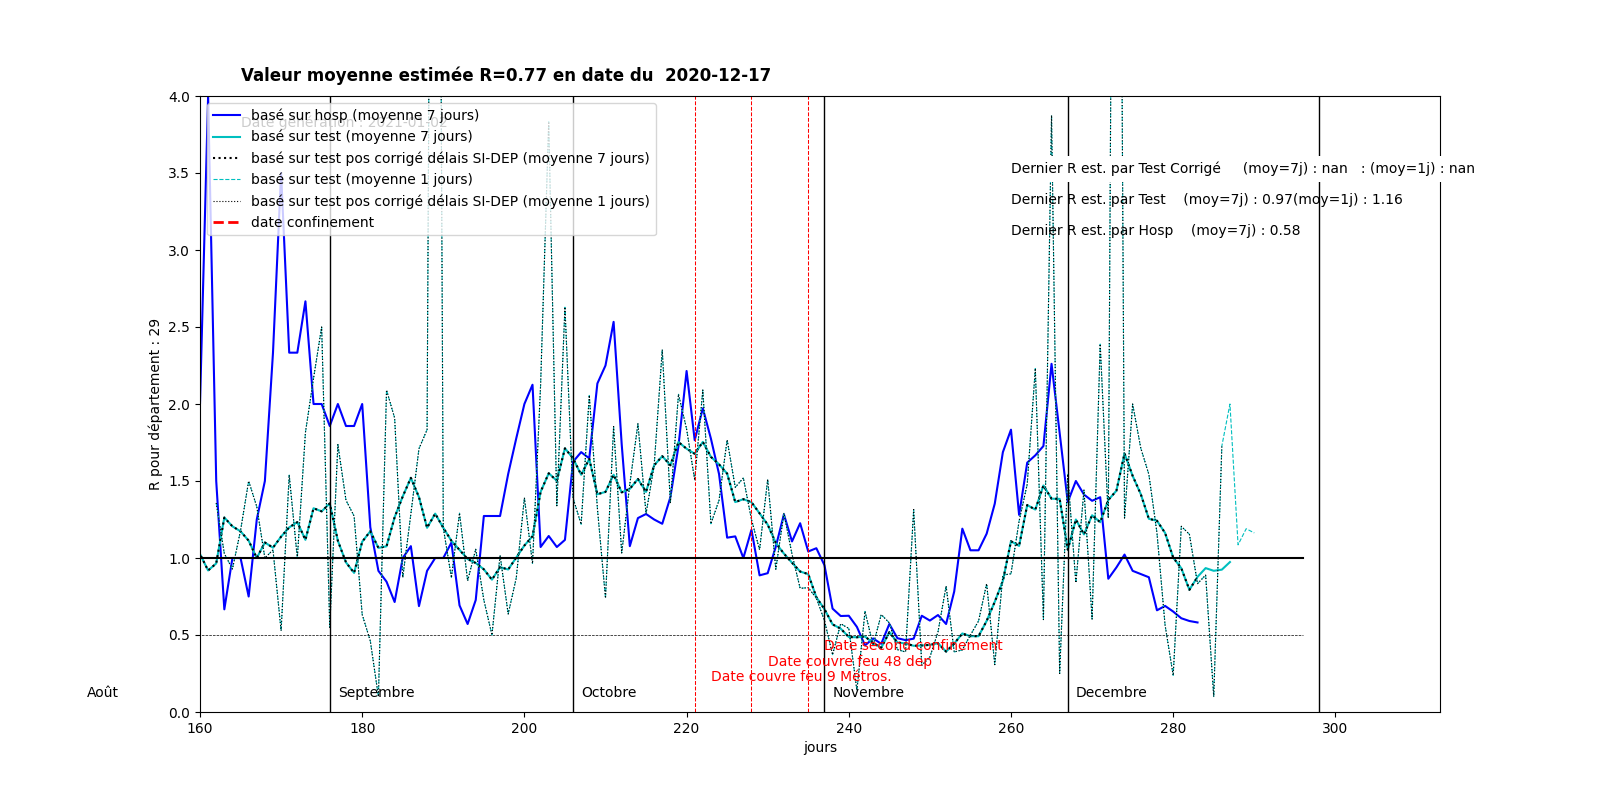 Valeur moyenne estimée R=0.77 en date du  2020-12-17
Date génération : 2021-01-02
basé sur hosp (moyenne 7 jours)
basé sur test (moyenne 7 jours)
basé sur test pos corrigé délais SI-DEP (moyenne 7 jours)
basé sur test (moyenne 1 jours)
basé sur test pos corrigé délais SI-DEP (moyenne 1 jours)
date confinement
Dernier R est. par Test Corrigé     (moy=7j) : nan   : (moy=1j) : nan
Dernier R est. par Test    (moy=7j) : 0.97(moy=1j) : 1.16
Dernier R est. par Hosp    (moy=7j) : 0.58
4.0
3.5
3.0
2.5
2.0
1.5
1.0
0.5
0.0
R pour département : 29
Date second confinement
Date couvre feu 48 dep
Date couvre feu 9 Métros.
Août
Septembre
Octobre
Novembre
Decembre
160
180
200
220
240
260
280
300
jours